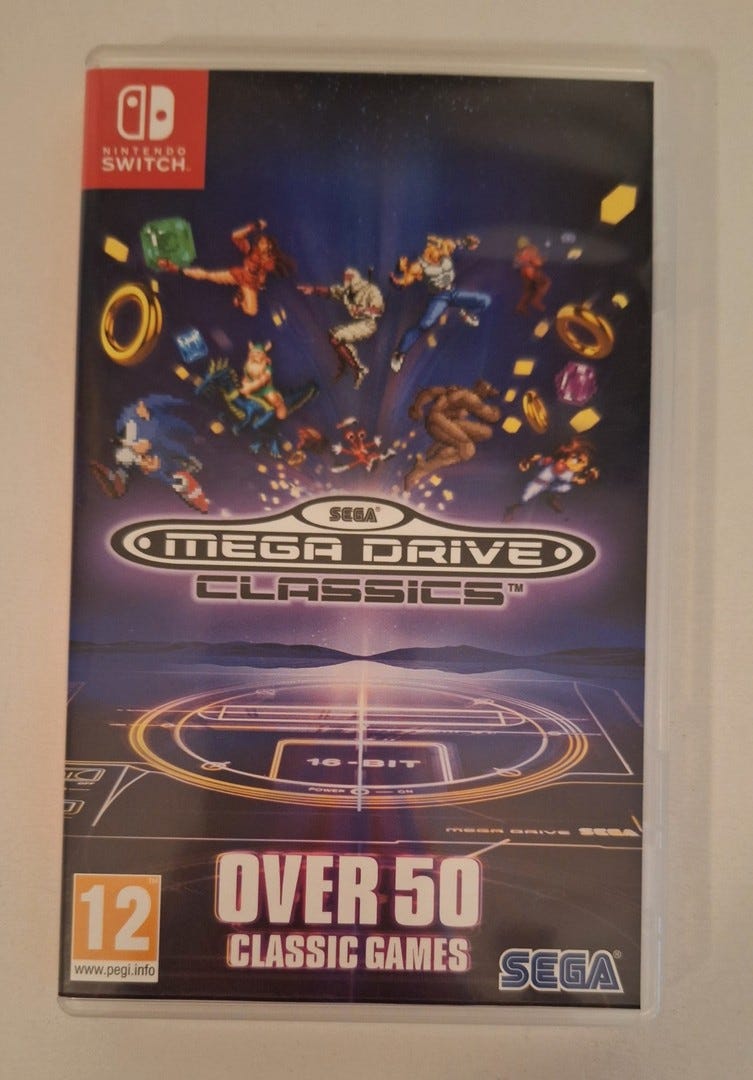 NINTENDO
SWITCH™
SEGA®
MEGA DRIVE
CLASSICS™
16-BIT
POWER ON
MEGA DRIVE SEGA
OVER 50
CLASSIC GAMES
12
www.pegi.info
SEGA®